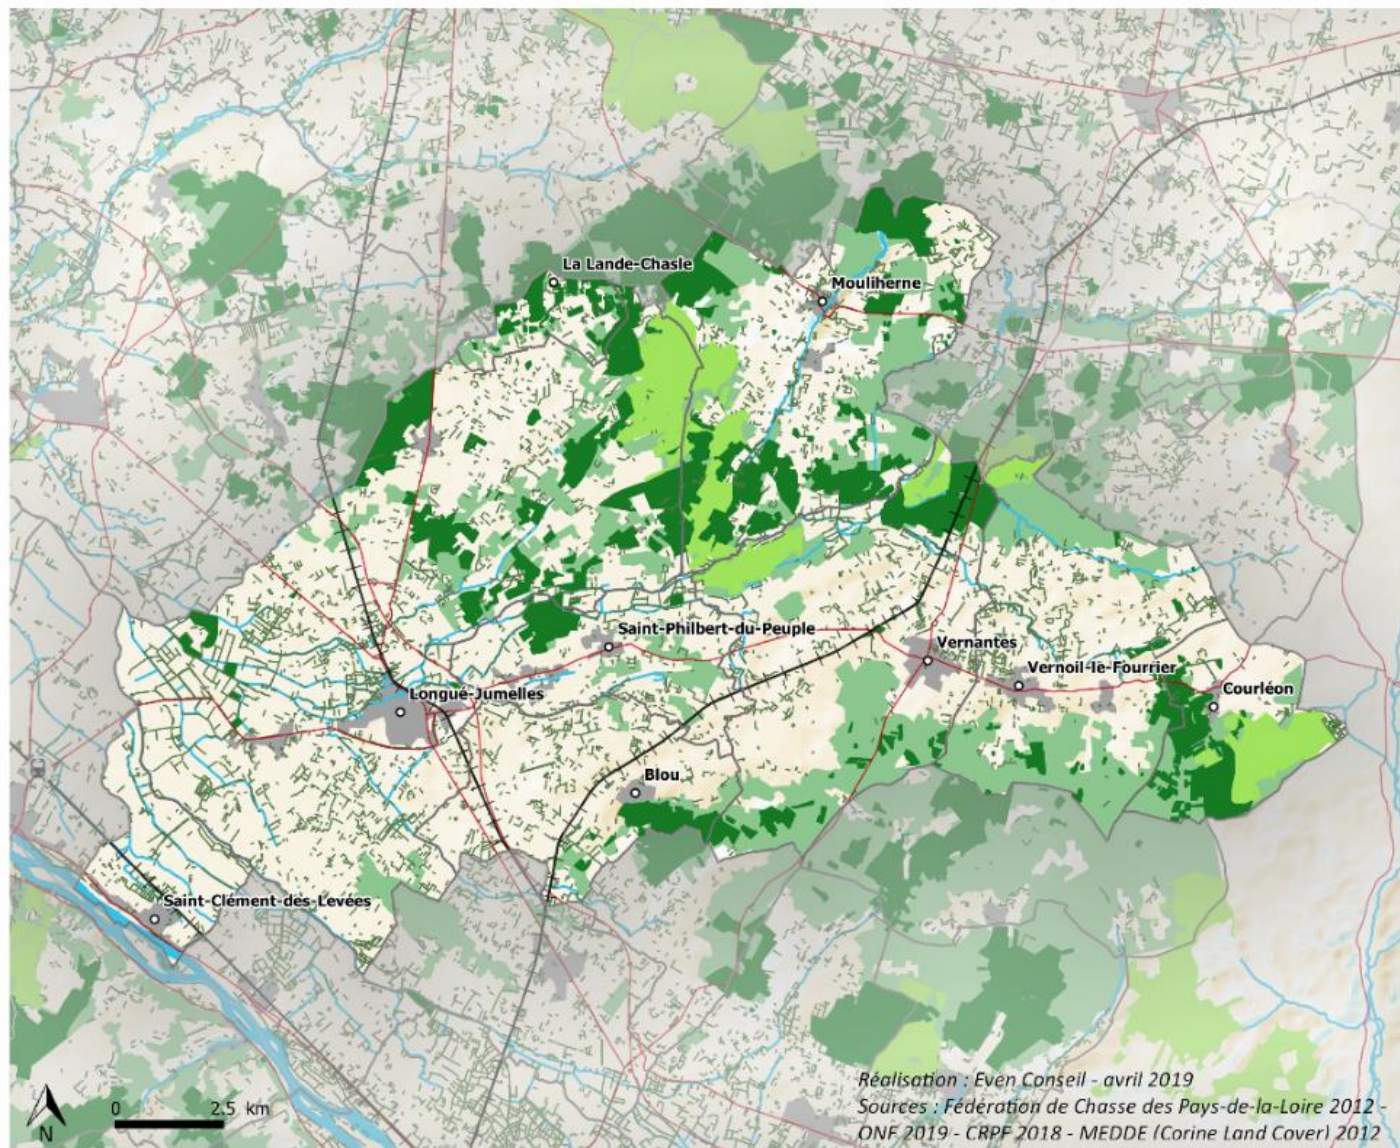 La Lande-Chasle
Mouliherne
Saint-Philbert-du-Peuple
Vernantes
Vernoil-le-Fourrier
Courléon
Longué-Jumelles
Blou
Saint-Clément-des-Levées
Réalisation : Even Conseil - avril 2019
0 2.5 km
Sources : Fédération de Chasse des Pays-de-la-Loire 2012 -
N
ONF 2019 - CRPF 2018 - MEDDE (Corine Land Cover) 2012